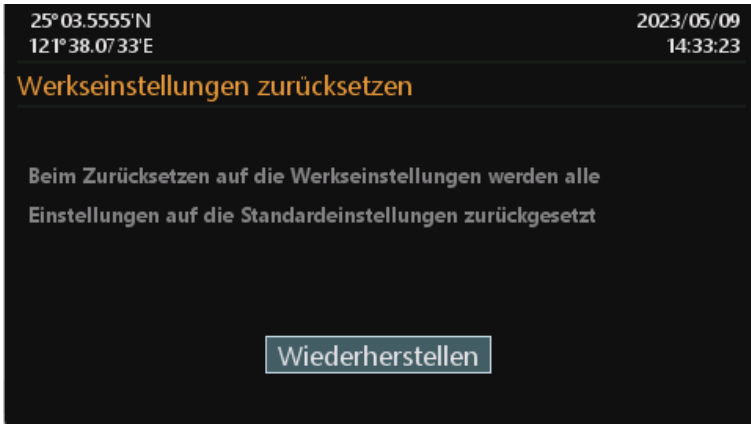 25°03.5555'N
2023/05/09
121°38.0733'E
14:33:23
Werkseinstellungen zurücksetzen
Beim Zurücksetzen auf die Werkseinstellungen werden alle
Einstellungen auf die Standardeinstellungen zurückgesetzt
Wiederherstellen